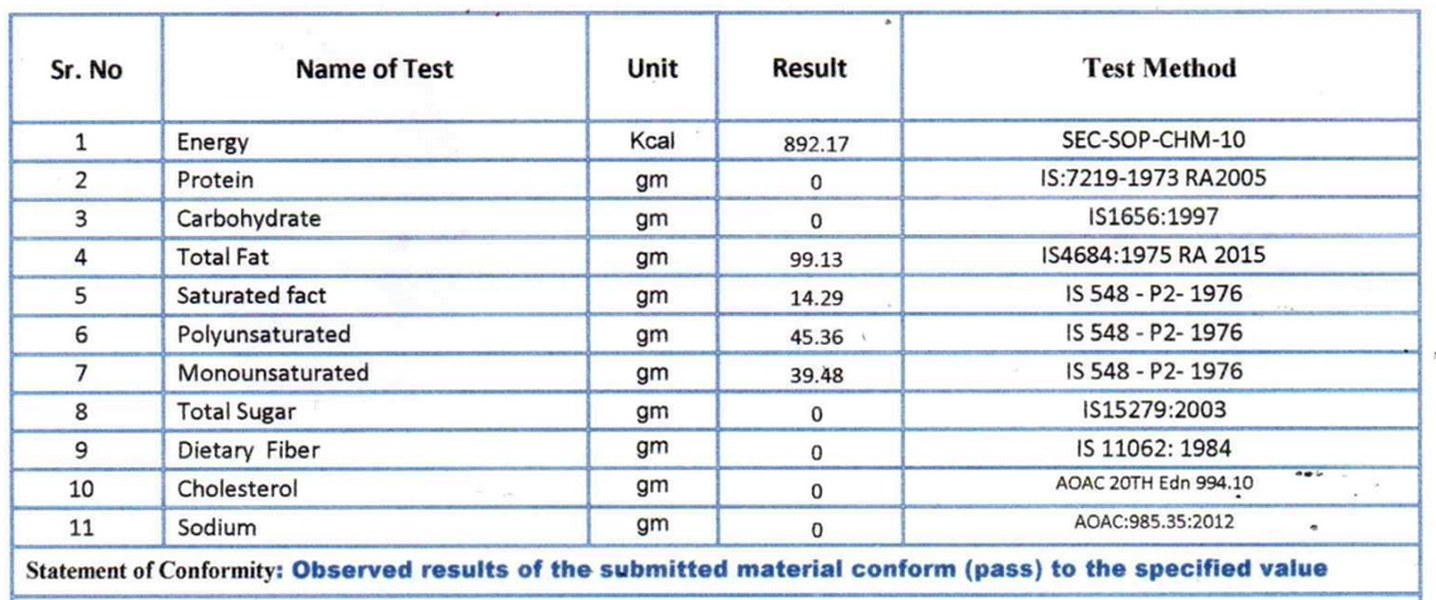 Sr. No Name of Test Unit Result Test Method
1 Energy Kcal 892.17 SEC-SOP-CHM-10
2 Protein gm 0 IS:7219-1973 RA2005
3 Carbohydrate gm 0 IS1656:1997
4 Total Fat gm 99.13 IS4684:1975 RA 2015
5 Saturated fact gm 14.29 IS 548 - P2- 1976
6 Polyunsaturated gm 45.36 IS 548 - P2- 1976
7 Monounsaturated gm 39.48 IS 548 - P2- 1976
8 Total Sugar gm 0 IS15279:2003
9 Dietary Fiber gm 0 IS 11062: 1984
10 Cholesterol gm 0 AOAC 20TH Edn 994.10
11 Sodium gm 0 AOAC:985.35:2012
Statement of Conformity: Observed results of the submitted material conform (pass) to the specified value